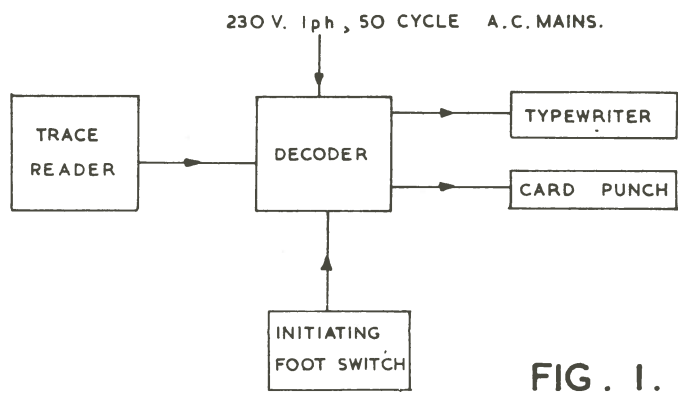 230 V. 1ph, 50 CYCLE A.C. MAINS.
TRACE
READER
DECODER
TYPEWRITER
CARD PUNCH
INITIATING
FOOT SWITCH
FIG. 1.